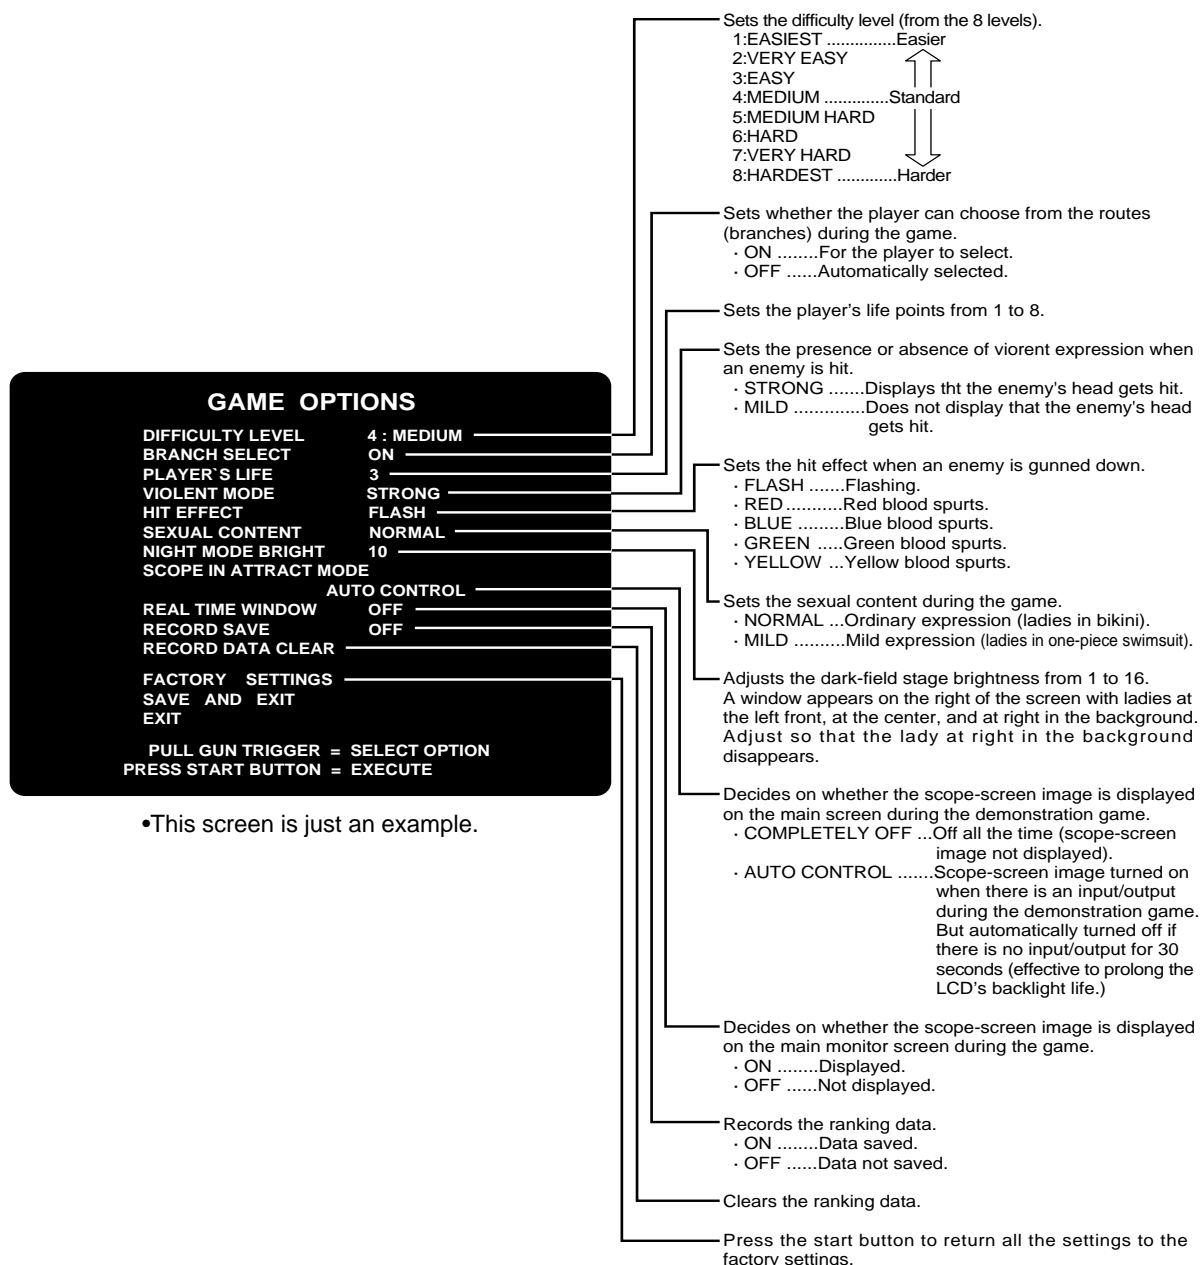 Sets the difficulty level (from the 8 levels).
1:EASIEST ...............Easier
2:VERY EASY
3:EASY
4:MEDIUM ..............Standard
5:MEDIUM HARD
6:HARD
7:VERY HARD
8:HARDEST .............Harder
Sets whether the player can choose from the routes
(branches) during the game.
· ON ........For the player to select.
· OFF ......Automatically selected.
Sets the player's life points from 1 to 8.
Sets the presence or absence of viorent expression when
an enemy is hit.
· STRONG .......Displays tht the enemy's head gets hit.
· MILD ..............Does not display that the enemy's head
gets hit.
Sets the hit effect when an enemy is gunned down.
· FLASH .......Flashing.
· RED ...........Red blood spurts.
· BLUE .........Blue blood spurts.
· GREEN .....Green blood spurts.
· YELLOW ...Yellow blood spurts.
Sets the sexual content during the game.
· NORMAL ...Ordinary expression (ladies in bikini).
· MILD ..........Mild expression (ladies in one-piece swimsuit).
Adjusts the dark-field stage brightness from 1 to 16.
A window appears on the right of the screen with ladies at
the left front, at the center, and at right in the background.
Adjust so that the lady at right in the background
disappears.
Decides on whether the scope-screen image is displayed
on the main screen during the demonstration game.
· COMPLETELY OFF ...Off all the time (scope-screen
image not displayed).
· AUTO CONTROL .......Scope-screen image turned on
when there is an input/output
during the demonstration game.
But automatically turned off if
there is no input/output for 30
seconds (effective to prolong the
LCD's backlight life.)
Decides on whether the scope-screen image is displayed
on the main monitor screen during the game.
· ON ........Displayed.
· OFF ......Not displayed.
Records the ranking data.
· ON ........Data saved.
· OFF ......Data not saved.
Clears the ranking data.
Press the start button to return all the settings to the
factory settings.
GAME OPTIONS
DIFFICULTY LEVEL 4 : MEDIUM
BRANCH SELECT ON
PLAYER`S LIFE 3
VIOLENT MODE STRONG
HIT EFFECT FLASH
SEXUAL CONTENT NORMAL
NIGHT MODE BRIGHT 10
SCOPE IN ATTRACT MODE
AUTO CONTROL
REAL TIME WINDOW OFF
RECORD SAVE OFF
RECORD DATA CLEAR
FACTORY SETTINGS
SAVE AND EXIT
EXIT
PULL GUN TRIGGER = SELECT OPTION
PRESS START BUTTON = EXECUTE
•This screen is just an example.